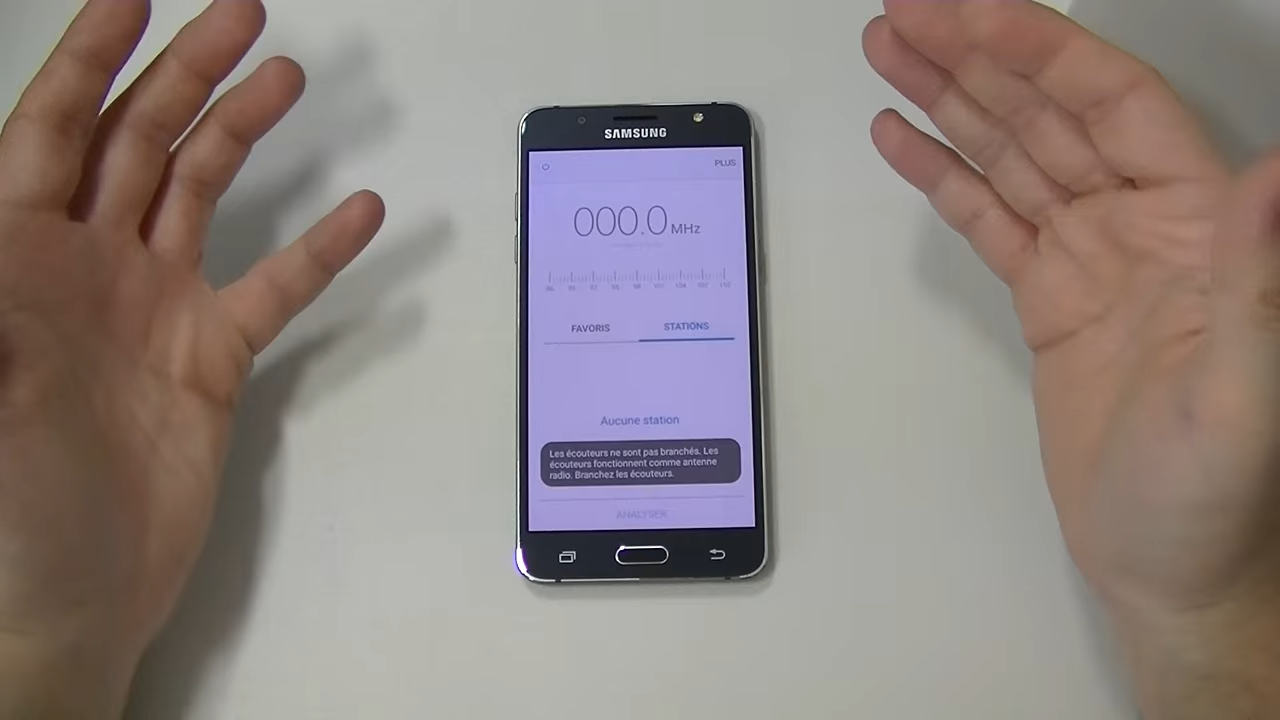 SAMSUNG
PLUS
000.0 MHz
FAVORIS STATIONS
Aucune station
Les écouteurs ne sont pas branchés. Les
écouteurs fonctionnent comme antenne
radio. Branchez les écouteurs.
ANALYSER